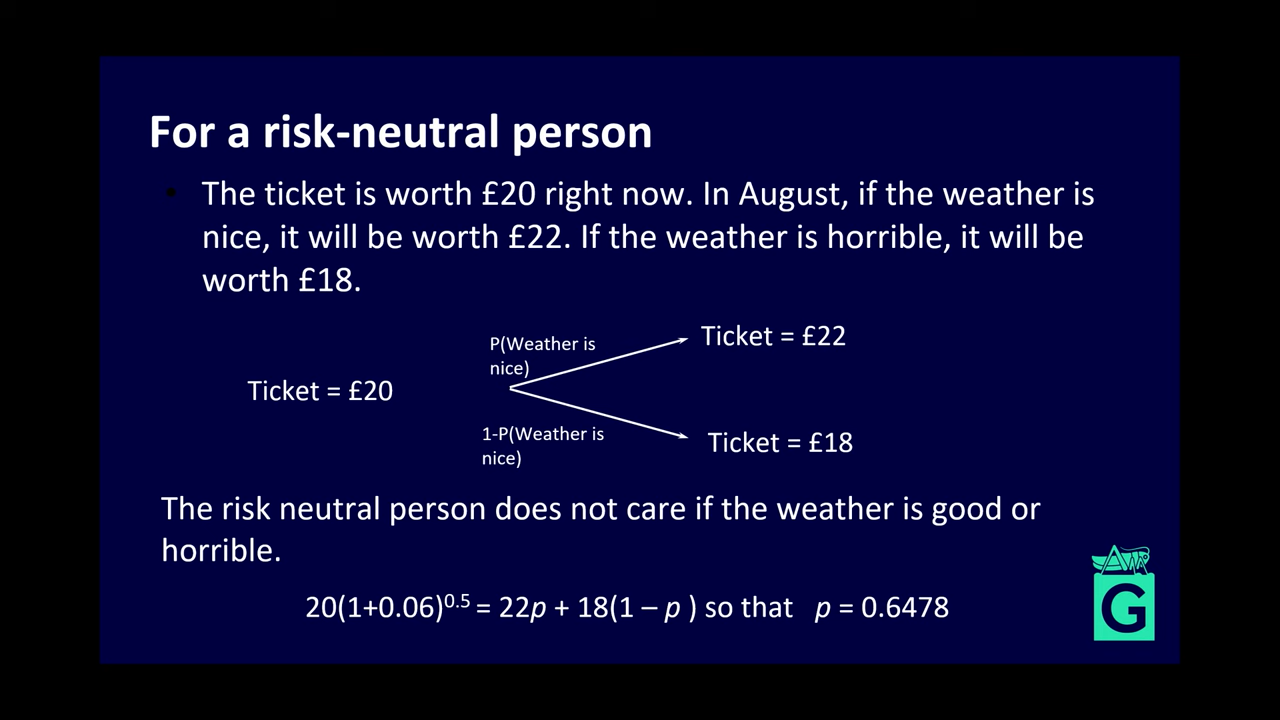 For a risk-neutral person
• The ticket is worth £20 right now. In August, if the weather is
nice, it will be worth £22. If the weather is horrible, it will be
worth £18.
P(Weather is
nice)
Ticket = £22
Ticket = £20
1-P(Weather is
nice)
Ticket = £18
The risk neutral person does not care if the weather is good or
horrible.
20(1+0.06)^0.5 = 22p + 18(1 – p ) so that p = 0.6478
G